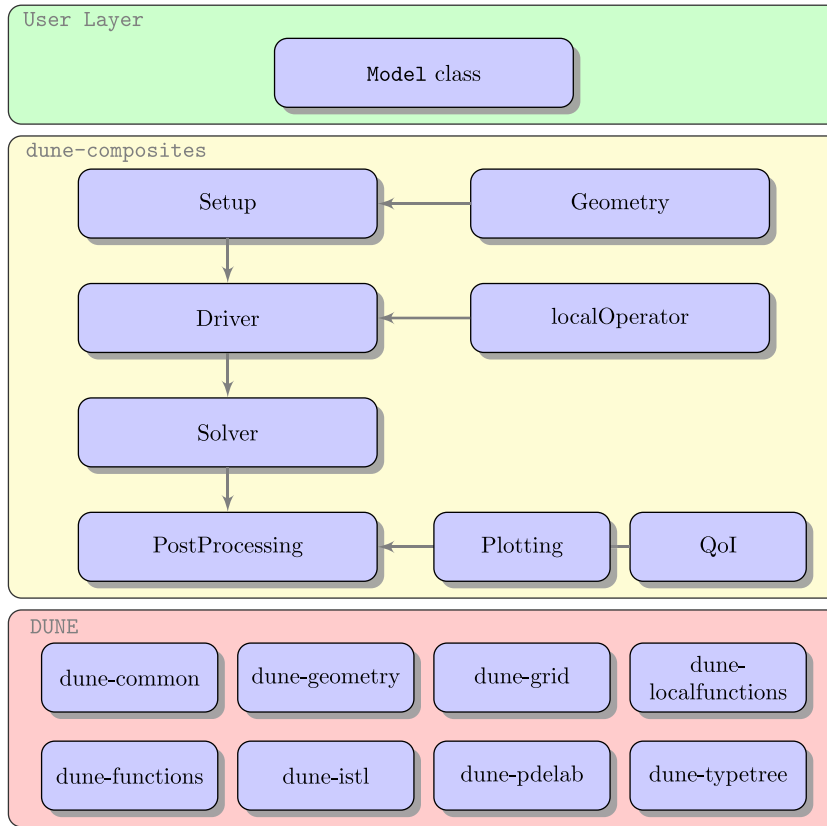 User Layer
Model class
dune-composites
Setup
Geometry
Driver
localOperator
Solver
PostProcessing
Plotting
QoI
DUNE
dune-common
dune-geometry
dune-grid
dune-
localfunctions
dune-functions
dune-istl
dune-pdelab
dune-typetree